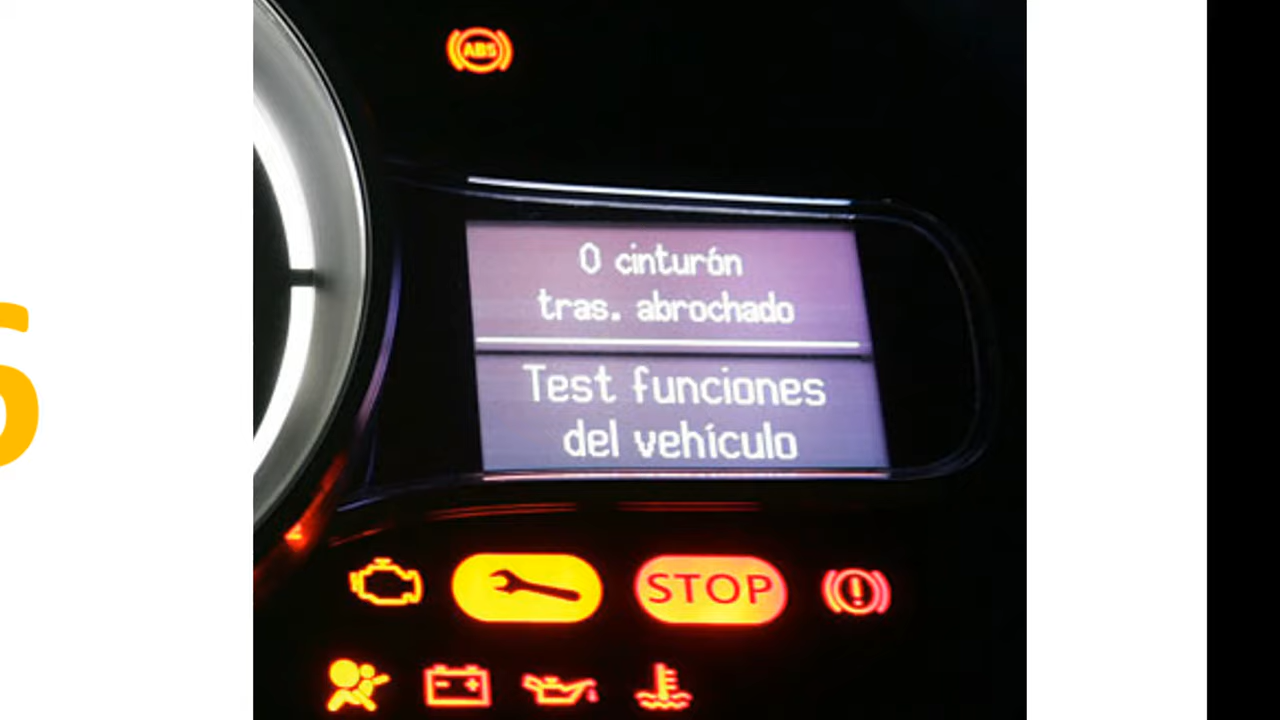 ABS
0 cinturón
tras. abrochado
Test funciones
del vehículo
STOP